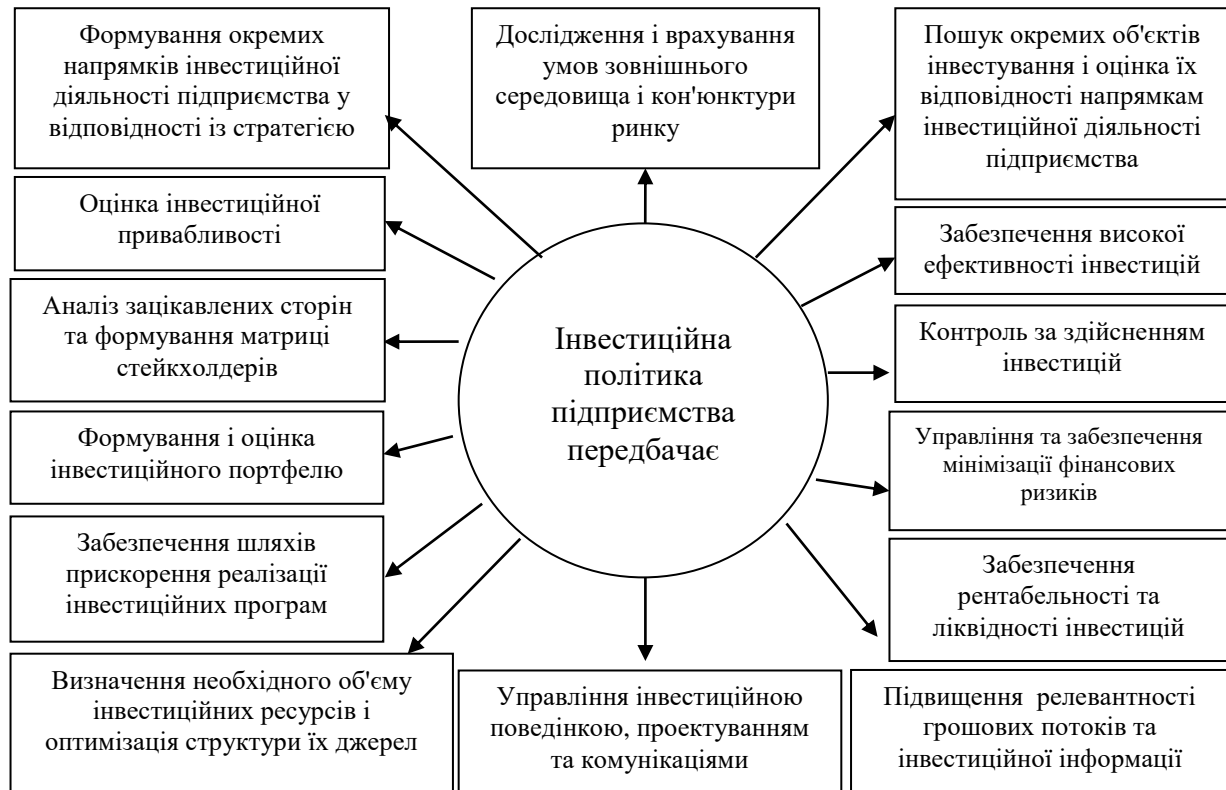 Формування окремих
напрямків інвестиційної
діяльності підприємства у
відповідності із стратегією
Дослідження і врахування
умов зовнішнього
середовища і кон'юнктури
ринку
Пошук окремих об'єктів
інвестування і оцінка їх
відповідності напрямкам
інвестиційної діяльності
підприємства
Оцінка інвестиційної
привабливості
Забезпечення високої
ефективності інвестицій
Аналіз зацікавлених сторін
та формування матриці
стейкхолдерів
Інвестиційна
політика
підприємства
передбачає
Контроль за здійсненням
інвестицій
Формування і оцінка
інвестиційного портфелю
Управління та забезпечення
мінімізації фінансових
ризиків
Забезпечення шляхів
прискорення реалізації
інвестиційних програм
Забезпечення
рентабельності та
ліквідності інвестицій
Визначення необхідного об'єму
інвестиційних ресурсів і
оптимізація структури їх джерел
Управління інвестиційною
поведінкою, проектуванням
та комунікаціями
Підвищення  релевантності
грошових потоків та
інвестиційної інформації